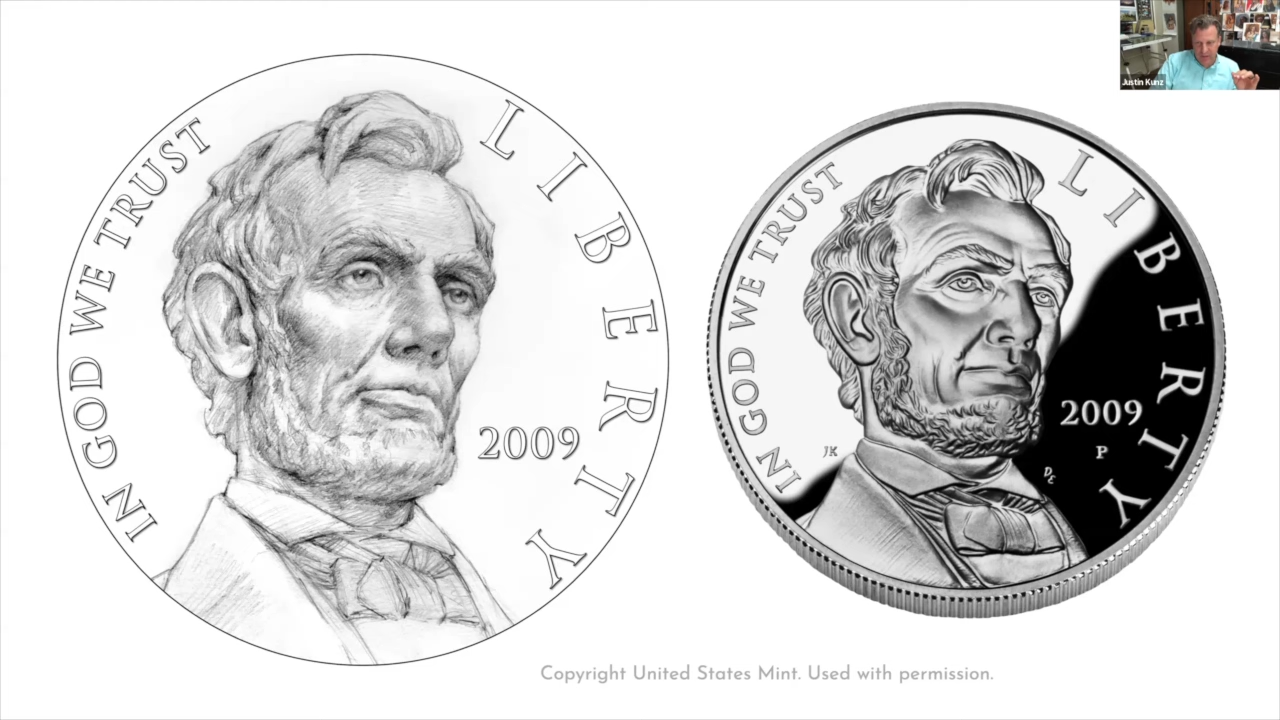 IN GOD WE TRUST
LIBERTY
2009
IN GOD WE TRUST
LIBERTY
2009
P
JK
DE
Justin Kunz
Copyright United States Mint. Used with permission.